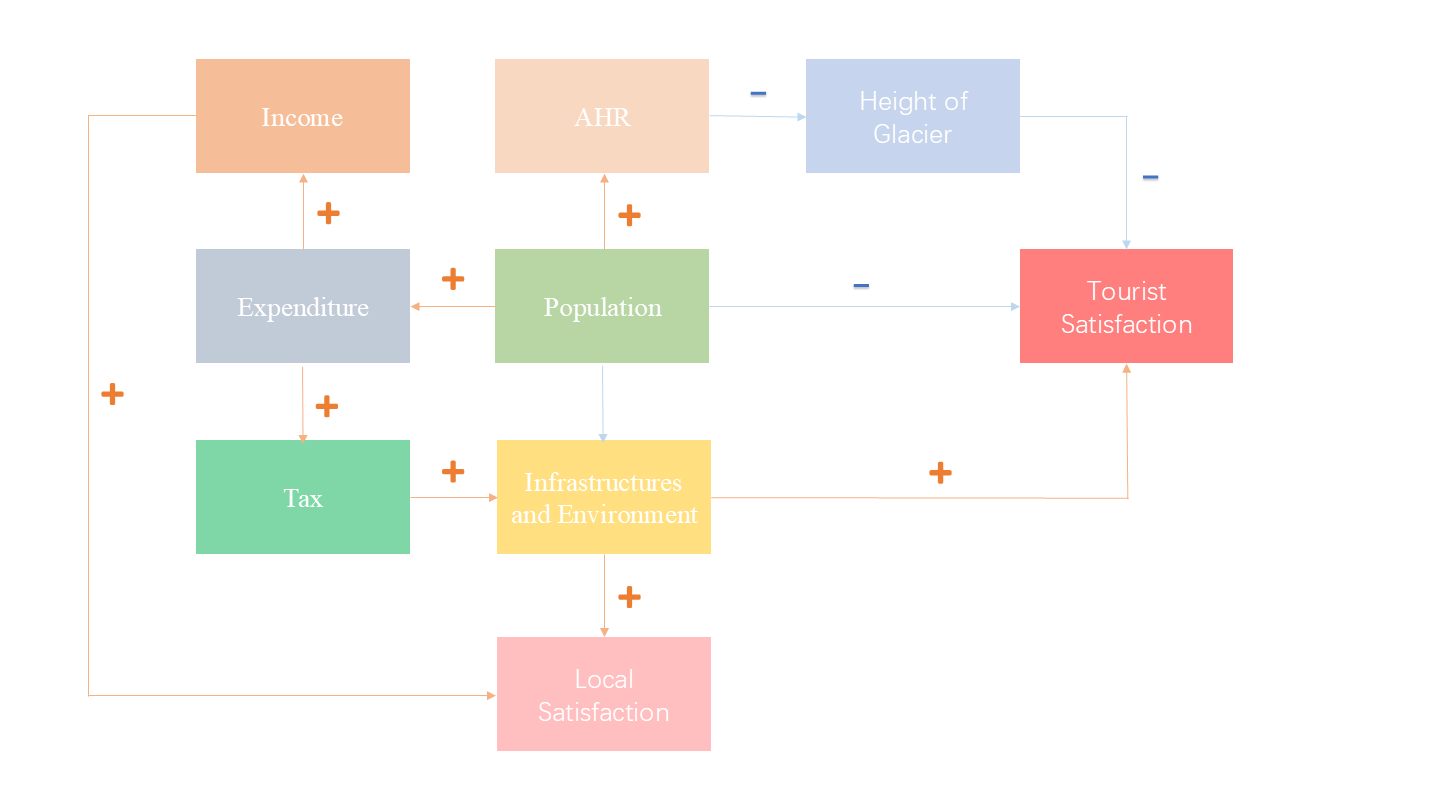 Income
AHR
−
Height of
Glacier
+
+
−
+
Expenditure
Population
−
Tourist
Satisfaction
+
+
Tax
+
Infrastructures
and Environment
+
+
Local
Satisfaction